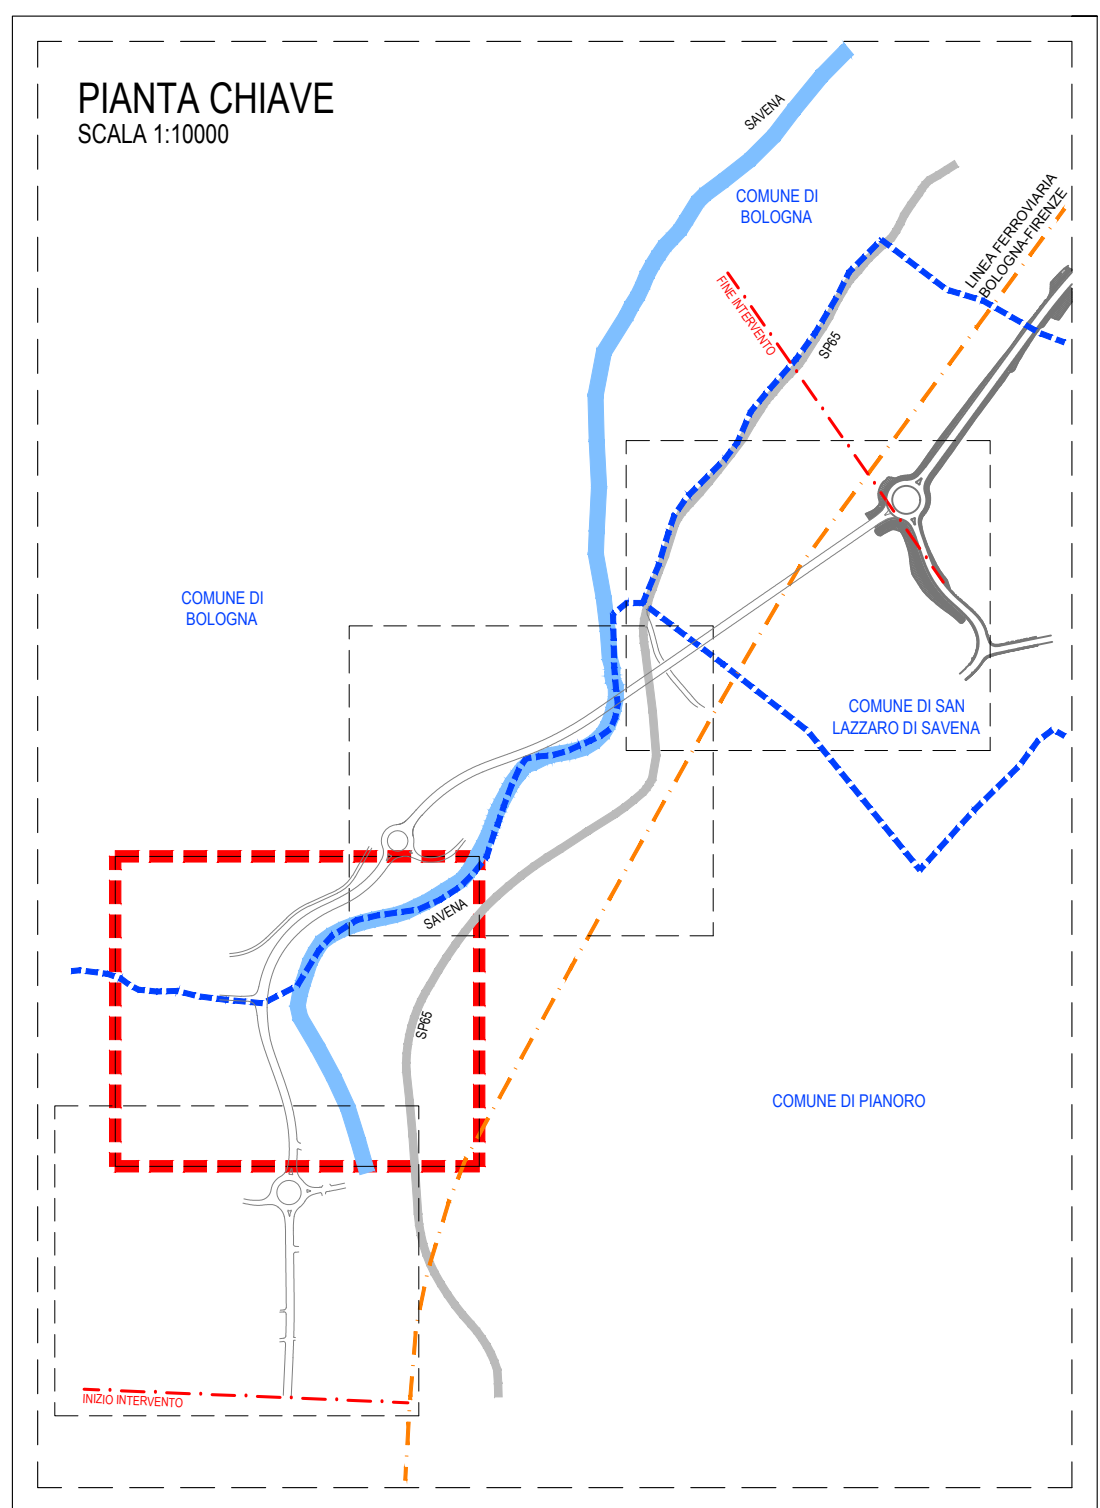 PIANTA CHIAVE
SCALA 1:10000
SAVENA
COMUNE DI
BOLOGNA
LINEA FERROVIARIA
BOLOGNA-FIRENZE
FINE INTERVENTO
SP65
COMUNE DI
BOLOGNA
COMUNE DI SAN
LAZZARO DI SAVENA
SAVENA
SP65
COMUNE DI PIANORO
INIZIO INTERVENTO